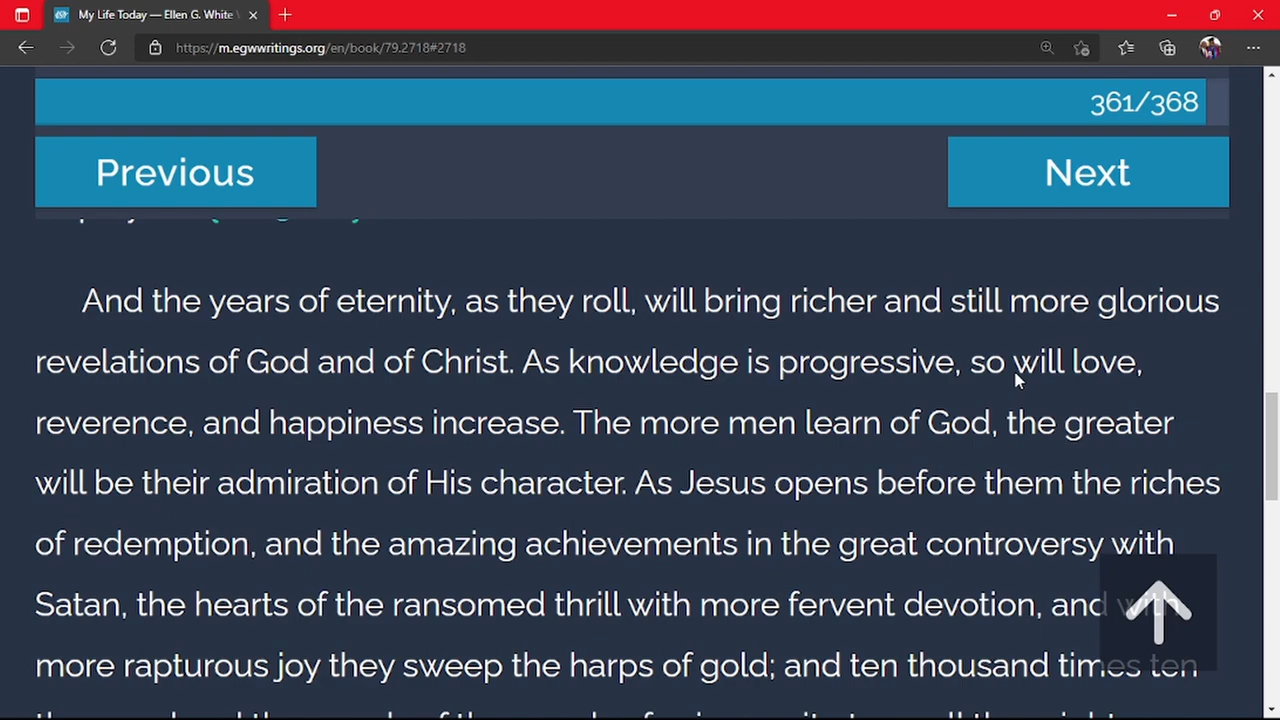 My Life Today — Ellen G. White
https://m.egwwritings.org/en/book/79.2718#2718
361/368
Previous
Next
And the years of eternity, as they roll, will bring richer and still more glorious
revelations of God and of Christ. As knowledge is progressive, so will love,
reverence, and happiness increase. The more men learn of God, the greater
will be their admiration of His character. As Jesus opens before them the riches
of redemption, and the amazing achievements in the great controversy with
Satan, the hearts of the ransomed thrill with more fervent devotion, and with
more rapturous joy they sweep the harps of gold; and ten thousand times ten